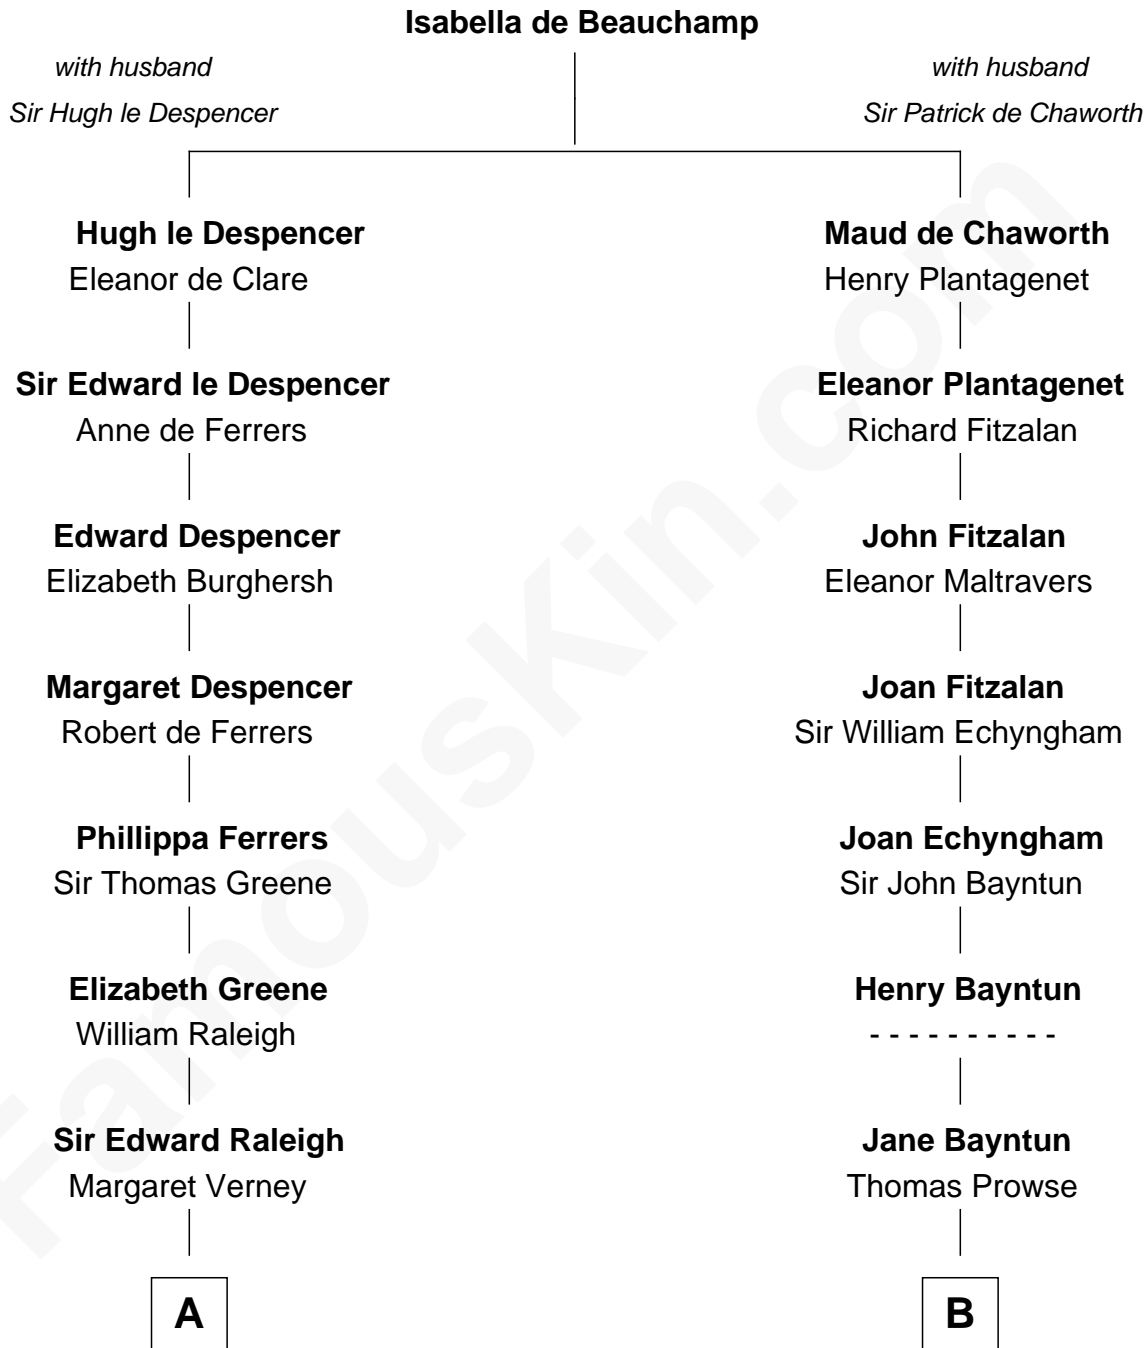 Isabella de Beauchamp
with husband
Sir Hugh le Despencer
with husband
Sir Patrick de Chaworth
Hugh le Despencer
Eleanor de Clare
Maud de Chaworth
Henry Plantagenet
Sir Edward le Despencer
Anne de Ferrers
Eleanor Plantagenet
Richard Fitzalan
Edward Despencer
Elizabeth Burghersh
John Fitzalan
Eleanor Maltravers
Margaret Despencer
Robert de Ferrers
Joan Fitzalan
Sir William Echyngham
Phillippa Ferrers
Sir Thomas Greene
Joan Echyngham
Sir John Bayntun
Elizabeth Greene
William Raleigh
Henry Bayntun
- - - - - - - - - -
Sir Edward Raleigh
Margaret Verney
Jane Bayntun
Thomas Prowse
A
B
FamousKin.com